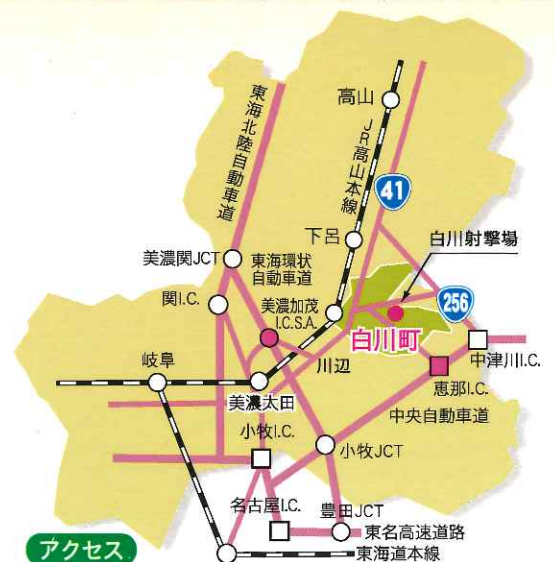 高山
東海北陸自動車道
JR高山本線
41
下呂
白川射撃場
美濃関JCT
東海環状
自動車道
関I.C.
美濃加茂
I.C.S.A.
256
白川町
中津川I.C.
川辺
岐阜
恵那I.C.
美濃太田
中央自動車道
小牧I.C.
小牧JCT
名古屋I.C.
豊田JCT
東名高速道路
東海道本線
アクセス